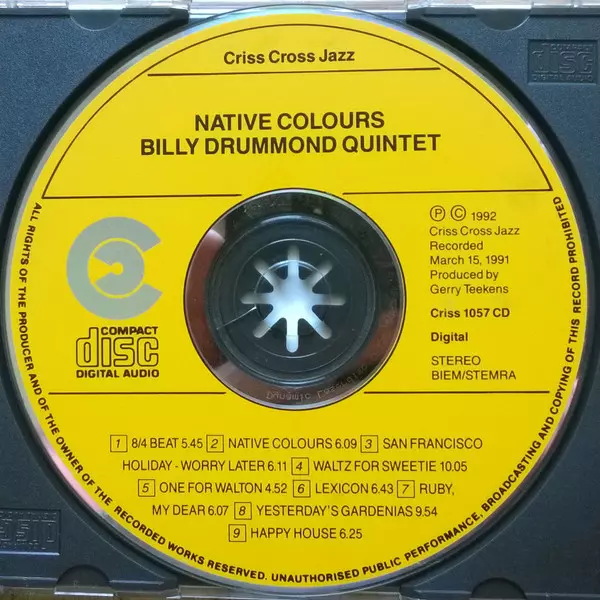 Criss Cross Jazz
NATIVE COLOURS
BILLY DRUMMOND QUINTET
Ⓟ Ⓒ 1992
Criss Cross Jazz
Recorded
March 15, 1991
Produced by
Gerry Teekens
Criss 1057 CD
Digital
STEREO
BIEM/STEMRA
COMPACT
disc
DIGITAL AUDIO
1 8/4 BEAT 5.45 2 NATIVE COLOURS 6.09 3 SAN FRANCISCO
HOLIDAY - WORRY LATER 6.11 4 WALTZ FOR SWEETIE 10.05
5 ONE FOR WALTON 4.52 6 LEXICON 6.43 7 RUBY,
MY DEAR 6.07 8 YESTERDAY'S GARDENIAS 9.54
9 HAPPY HOUSE 6.25
ALL RIGHTS OF THE PRODUCER AND OF THE OWNER OF THE RECORDED WORKS RESERVED. UNAUTHORISED PUBLIC PERFORMANCE, BROADCASTING AND COPYING OF THIS RECORD PROHIBITED
COMPACT
disc
DIGITAL AUDIO